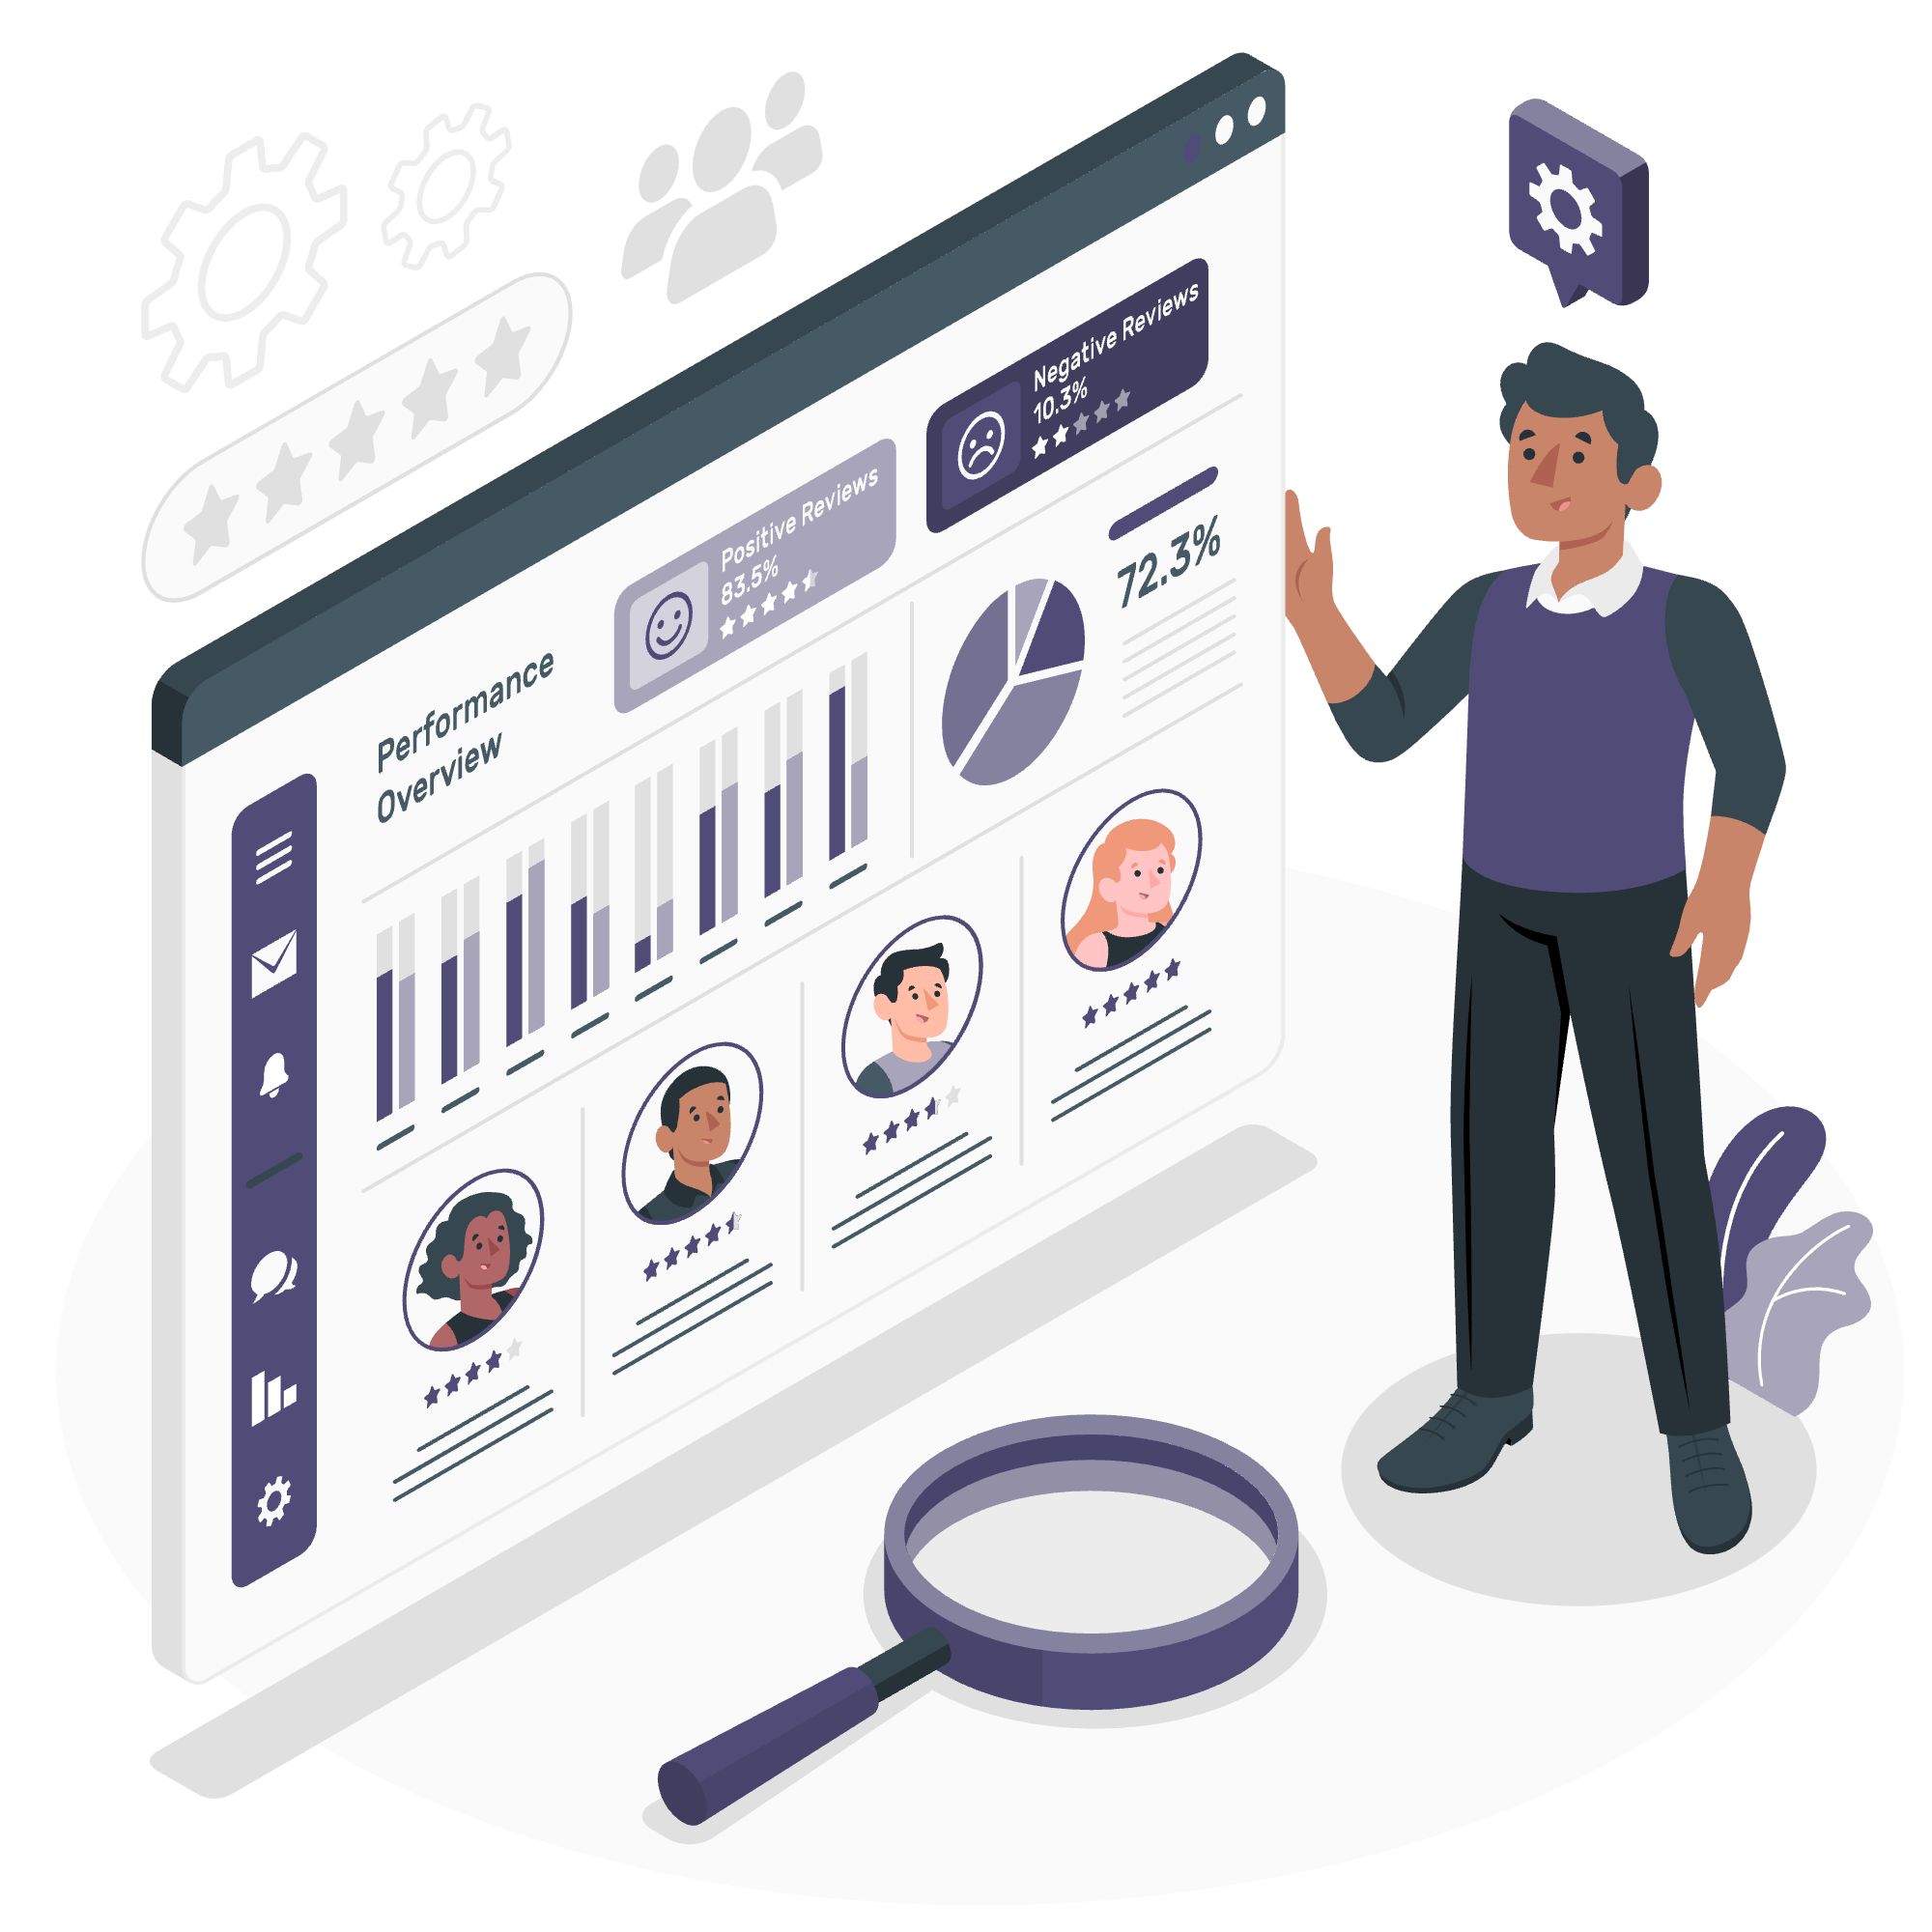 Performance
Overview
Positive Reviews
83.5%
Negative Reviews
10.3%
72.3%